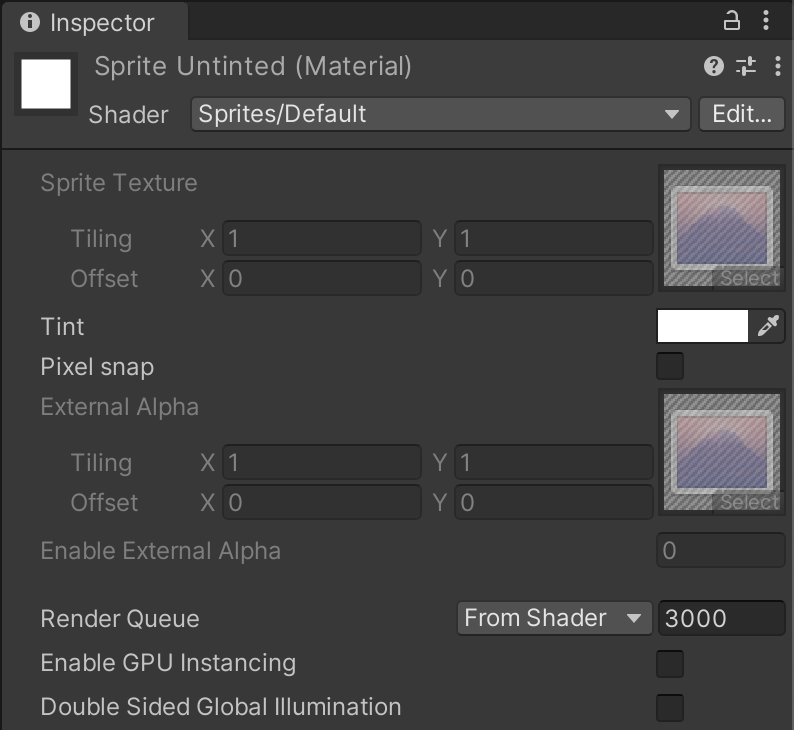 Inspector
Sprite Untinted (Material)
Shader Sprites/Default Edit...
Sprite Texture
Tiling X 1 Y 1
Offset X 0 Y 0
Select
Tint
Pixel snap
External Alpha
Tiling X 1 Y 1
Offset X 0 Y 0
Select
Enable External Alpha 0
Render Queue From Shader 3000
Enable GPU Instancing
Double Sided Global Illumination